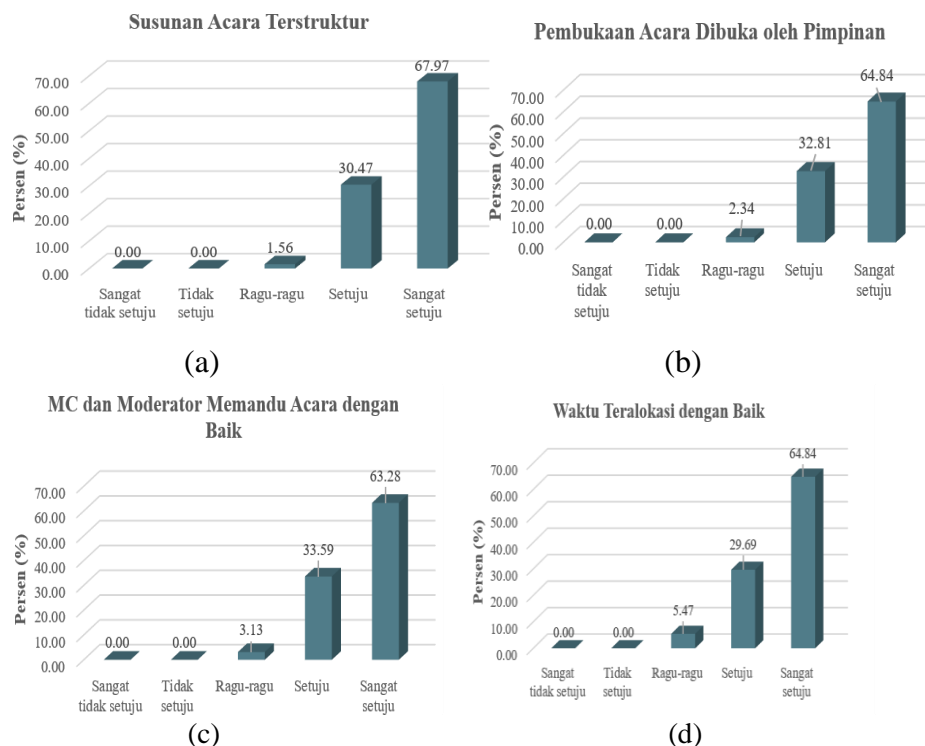 Susunan Acara Terstruktur
Persen (%)
70.00
60.00
50.00
40.00
30.00
20.00
10.00
0.00
0.00
0.00
1.56
30.47
67.97
Sangat
tidak setuju
Tidak
setuju
Ragu-ragu
Setuju
Sangat
setuju
(a)
Pembukaan Acara Dibuka oleh Pimpinan
Persen (%)
70.00
60.00
50.00
40.00
30.00
20.00
10.00
0.00
0.00
0.00
2.34
32.81
64.84
Sangat
tidak
setuju
Tidak
setuju
Ragu-ragu
Setuju
Sangat
setuju
(b)
MC dan Moderator Memandu Acara dengan
Baik
Persen (%)
70.00
60.00
50.00
40.00
30.00
20.00
10.00
0.00
0.00
0.00
3.13
33.59
63.28
Sangat
tidak setuju
Tidak
setuju
Ragu-ragu
Setuju
Sangat
setuju
(c)
Waktu Teralokasi dengan Baik
Persen (%)
70.00
60.00
50.00
40.00
30.00
20.00
10.00
0.00
0.00
0.00
5.47
29.69
64.84
Sangat
tidak setuju
Tidak
setuju
Ragu-ragu
Setuju
Sangat
setuju
(d)